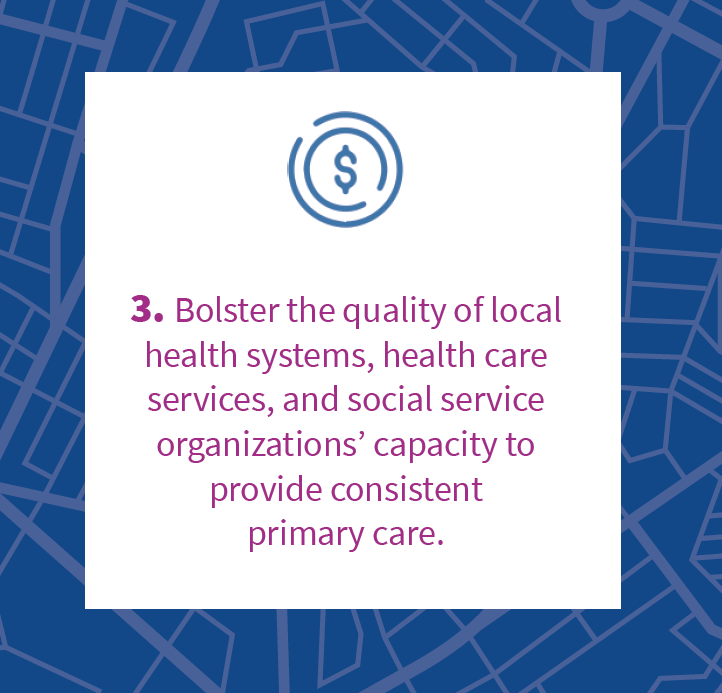 $
3. Bolster the quality of local
health systems, health care
services, and social service
organizations’ capacity to
provide consistent
primary care.